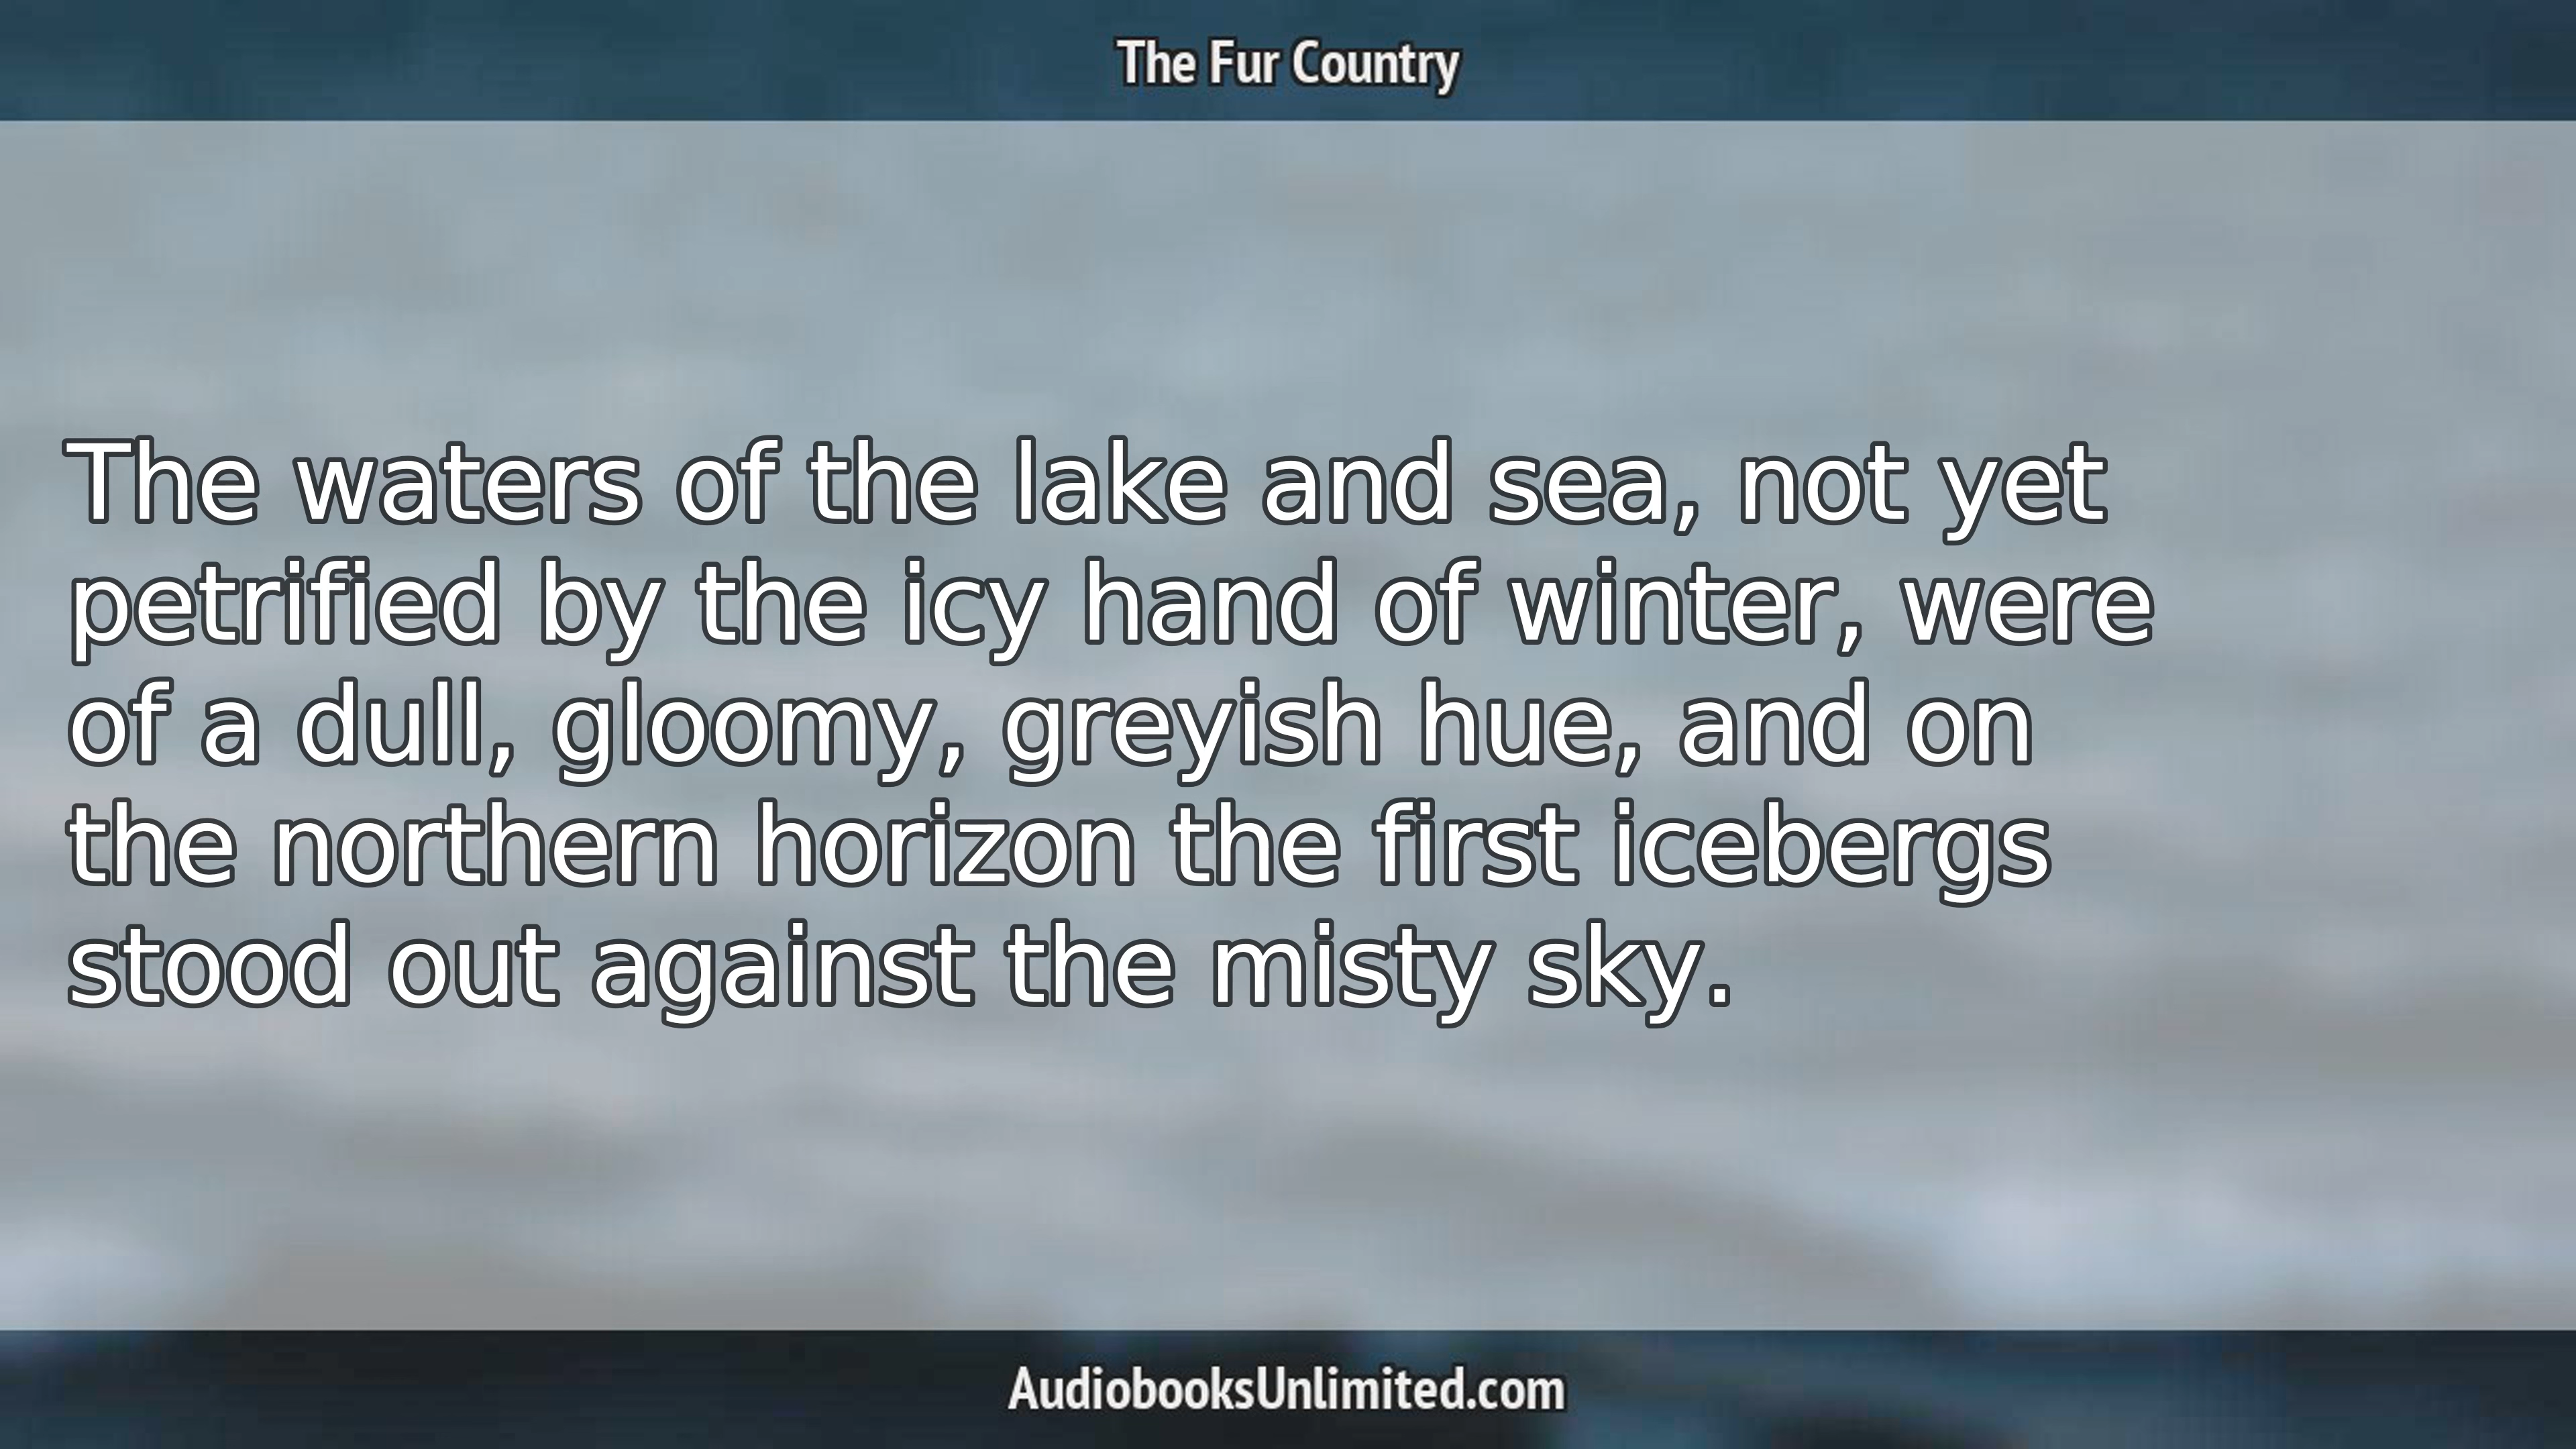 The Fur Country
The waters of the lake and sea, not yet
petrified by the icy hand of winter, were
of a dull, gloomy, greyish hue, and on
the northern horizon the first icebergs
stood out against the misty sky.
AudiobooksUnlimited.com